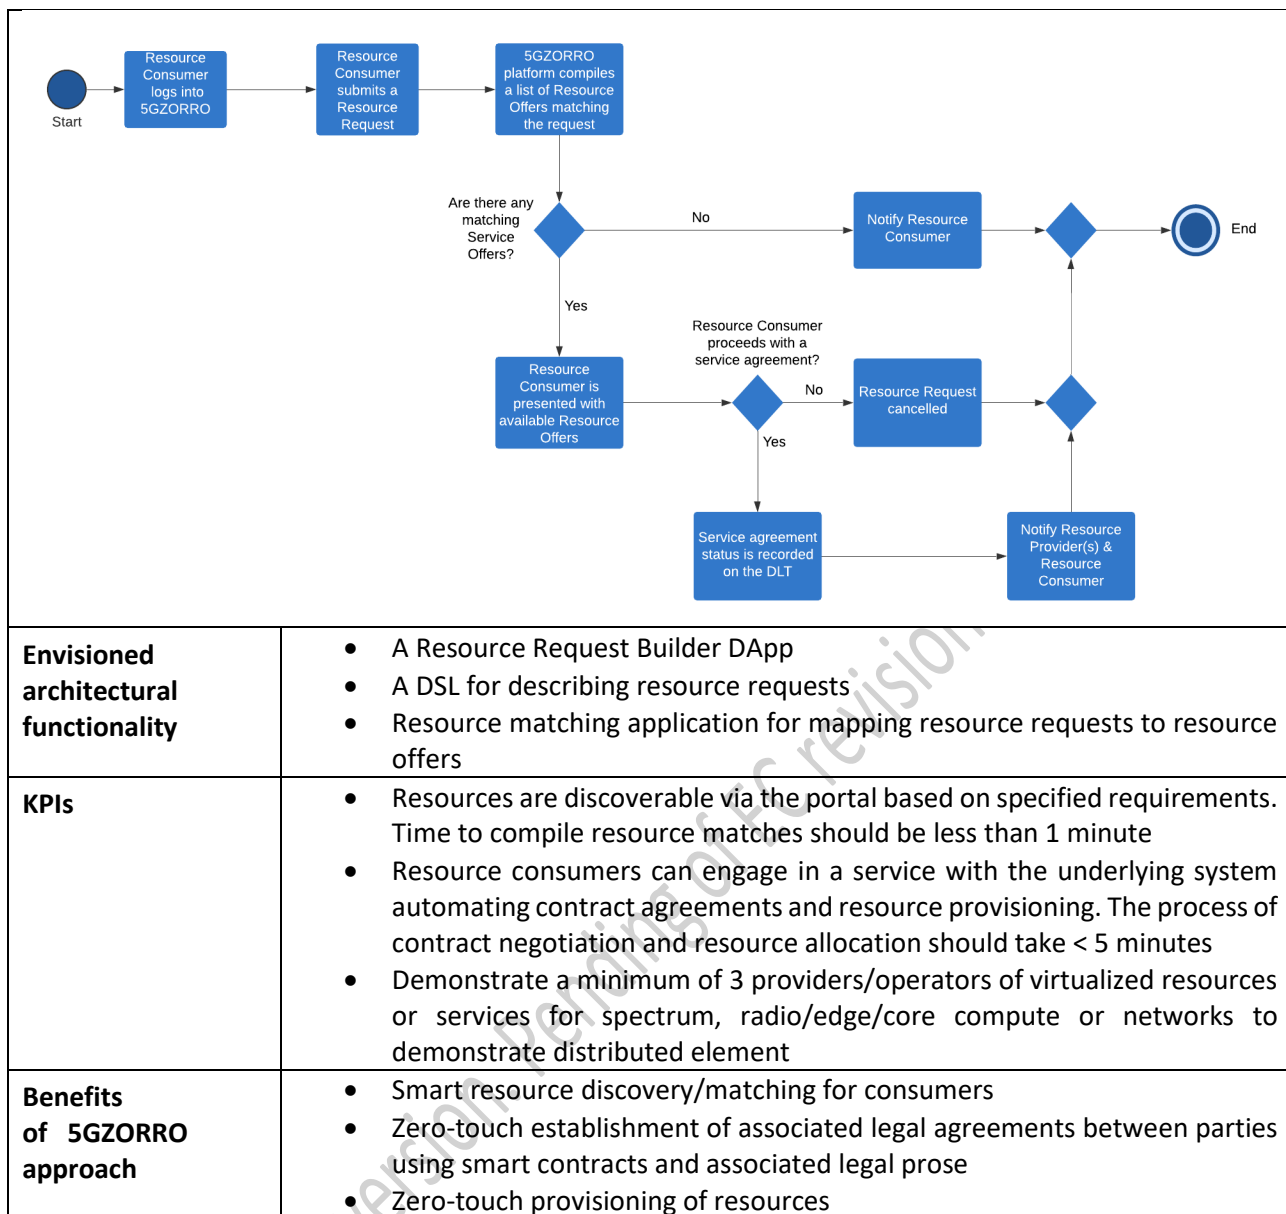 Start
Resource
Consumer
logs into
5GZORRO
Resource
Consumer
submits a
Resource
Request
5GZORRO
platform compiles
a list of Resource
Offers matching
the request
Are there any
matching
Service
Offers?
No
Notify Resource
Consumer
End
Yes
Resource
Consumer is
presented with
available Resource
Offers
Resource Consumer
proceeds with a
service agreement?
No
Resource Request
cancelled
Yes
Service agreement
status is recorded
on the DLT
Notify Resource
Provider(s) &
Resource
Consumer
Envisioned
architectural
functionality
• A Resource Request Builder DApp
• A DSL for describing resource requests
• Resource matching application for mapping resource requests to resource
offers
KPIs
• Resources are discoverable via the portal based on specified requirements.
Time to compile resource matches should be less than 1 minute
• Resource consumers can engage in a service with the underlying system
automating contract agreements and resource provisioning. The process of
contract negotiation and resource allocation should take < 5 minutes
• Demonstrate a minimum of 3 providers/operators of virtualized resources
or services for spectrum, radio/edge/core compute or networks to
demonstrate distributed element
Benefits
of 5GZORRO
approach
• Smart resource discovery/matching for consumers
• Zero-touch establishment of associated legal agreements between parties
using smart contracts and associated legal prose
• Zero-touch provisioning of resources
Pending of EC revision